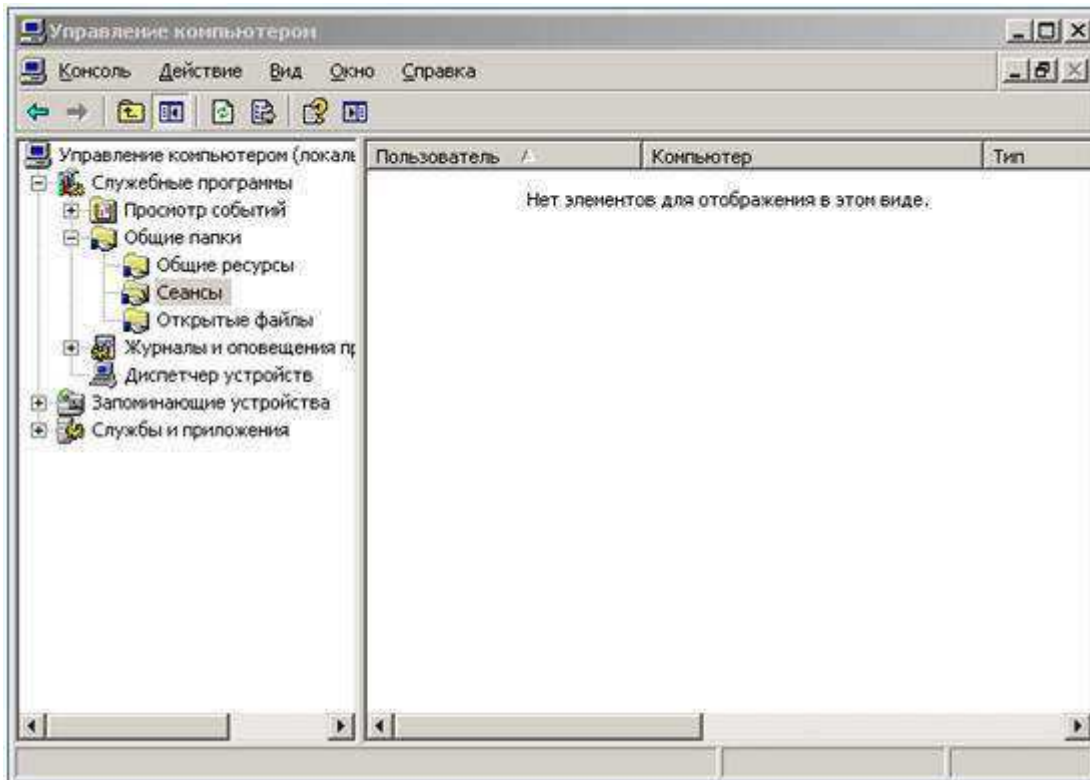 Управление компьютером
Консоль Действие Вид Окно Справка
Управление компьютером (локаль
Служебные программы
Просмотр событий
Общие папки
Общие ресурсы
Сеансы
Открытые файлы
Журналы и оповещения пр
Диспетчер устройств
Запоминающие устройства
Службы и приложения
Пользователь Компьютер Тип
Нет элементов для отображения в этом виде.